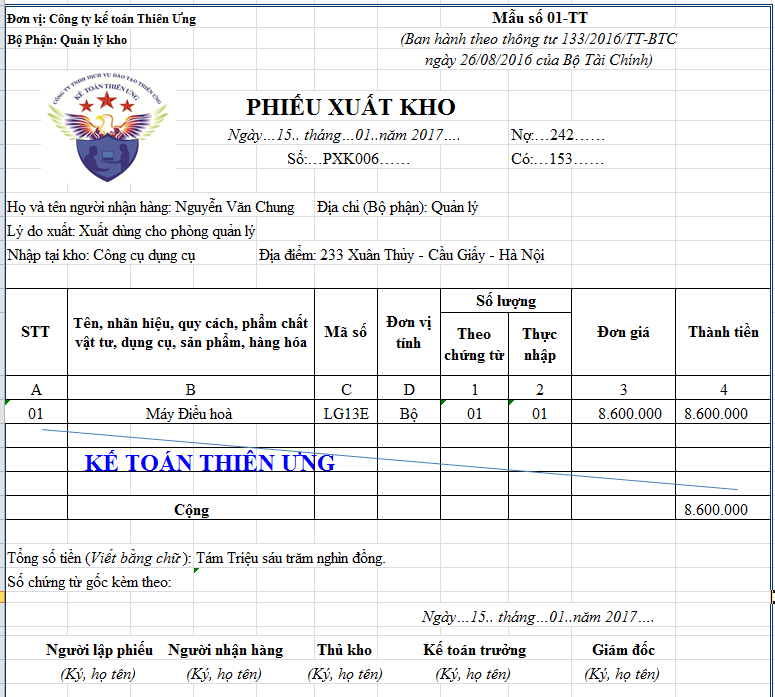 Đơn vị: Công ty kế toán Thiên Ưng
Mẫu số 01-TT
Bộ Phận: Quản lý kho
(Ban hành theo thông tư 133/2016/TT-BTC
ngày 26/08/2016 của Bộ Tài Chính)
CÔNG TY TNHH DỊCH VỤ ĐÀO TẠO THIÊN ƯNG
KẾ TOÁN THIÊN ƯNG
PHIẾU XUẤT KHO
Ngày…15.. tháng…01..năm 2017….
Nợ:…242……
Số:…PXK006……
Có:…153……
Họ và tên người nhận hàng: Nguyễn Văn Chung Địa chỉ (Bộ phận): Quản lý
Lý do xuất: Xuất dùng cho phòng quản lý
Nhập tại kho: Công cụ dụng cụ Địa điểm: 233 Xuân Thủy - Cầu Giấy - Hà Nội
STT
Tên, nhãn hiệu, quy cách, phẩm chất
vật tư, dụng cụ, sản phẩm, hàng hóa
Mã số
Đơn vị
tính
Số lượng
Theo
chứng từ
Thực
nhập
Đơn giá
Thành tiền
A B C D 1 2 3 4
01 Máy Điều hoà LG13E Bộ 01 01 8.600.000 8.600.000
KẾ TOÁN THIÊN ƯNG
Cộng 8.600.000
Tổng số tiền (Viết bằng chữ): Tám Triệu sáu trăm nghìn đồng.
Số chứng từ gốc kèm theo:
Ngày…15.. tháng…01..năm 2017….
Người lập phiếu Người nhận hàng Thủ kho Kế toán trưởng Giám đốc
(Ký, họ tên) (Ký, họ tên) (Ký, họ tên) (Ký, họ tên) (Ký, họ tên)